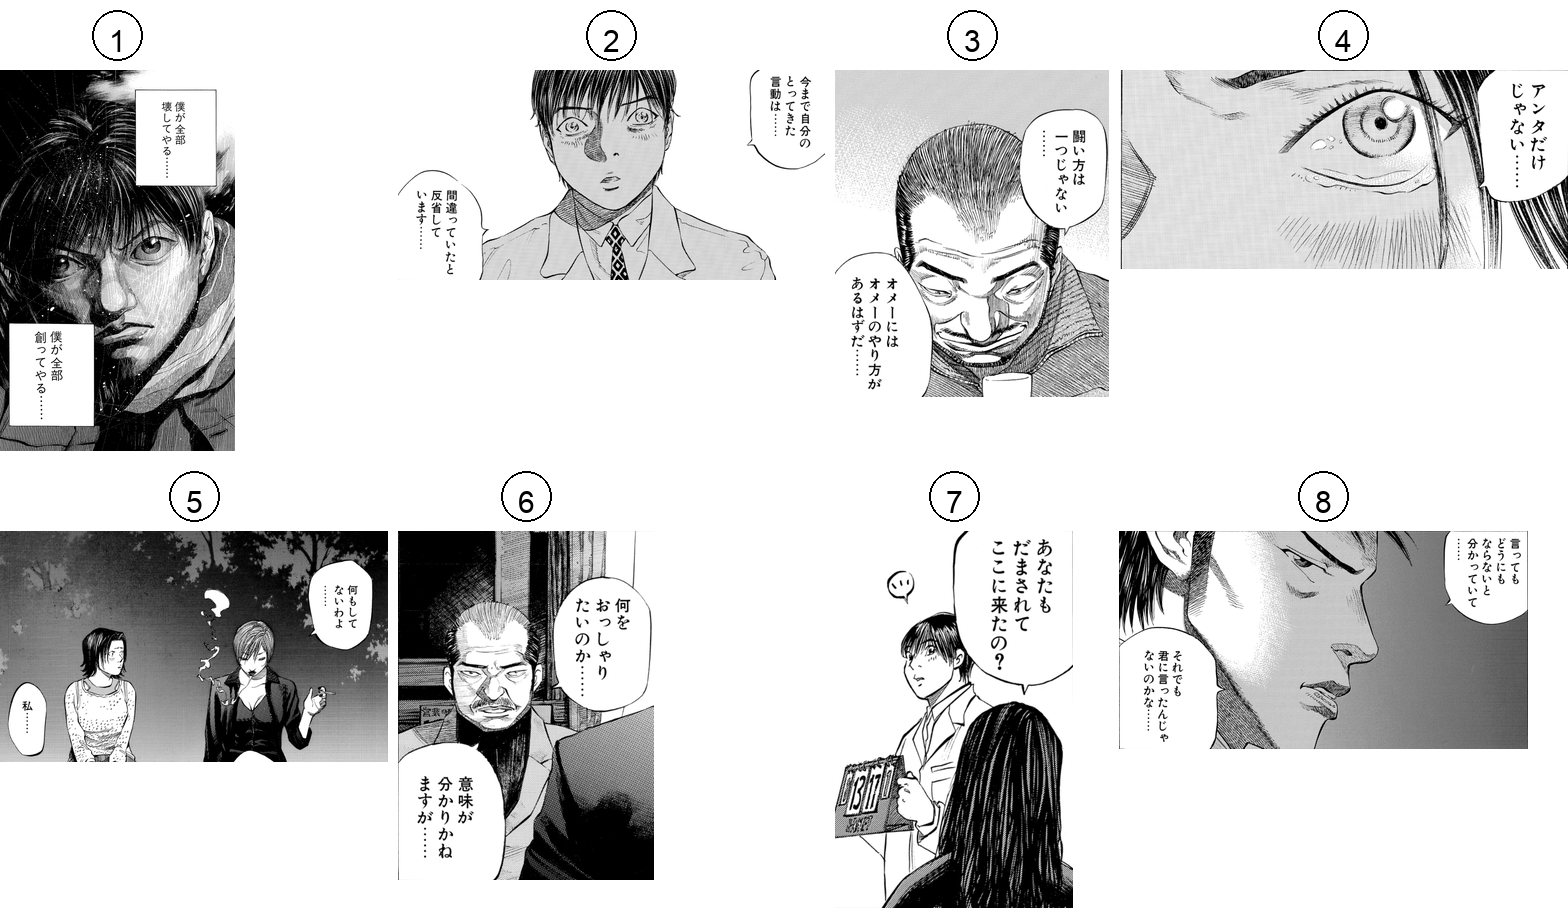 1
僕が全部
壊してやる……
僕が全部
創ってやる……
2
今まで自分の
とってきた
言動は……
間違っていたと
反省して
います……
3
闘い方は
一つじゃない
……
オメーには
オメーのやり方が
あるはずだ……
4
アンタだけ
じゃない……
5
何もして
ないわよ
……
私……
6
何を
おっしゃり
たいのか……
意味が
分かりかね
ますが……
7
あなたも
だまされて
ここに来たの？
13 17
8
言っても
どうにも
ならないと
分かっていて
……
それでも
君に言ったんじゃ
ないのかな……